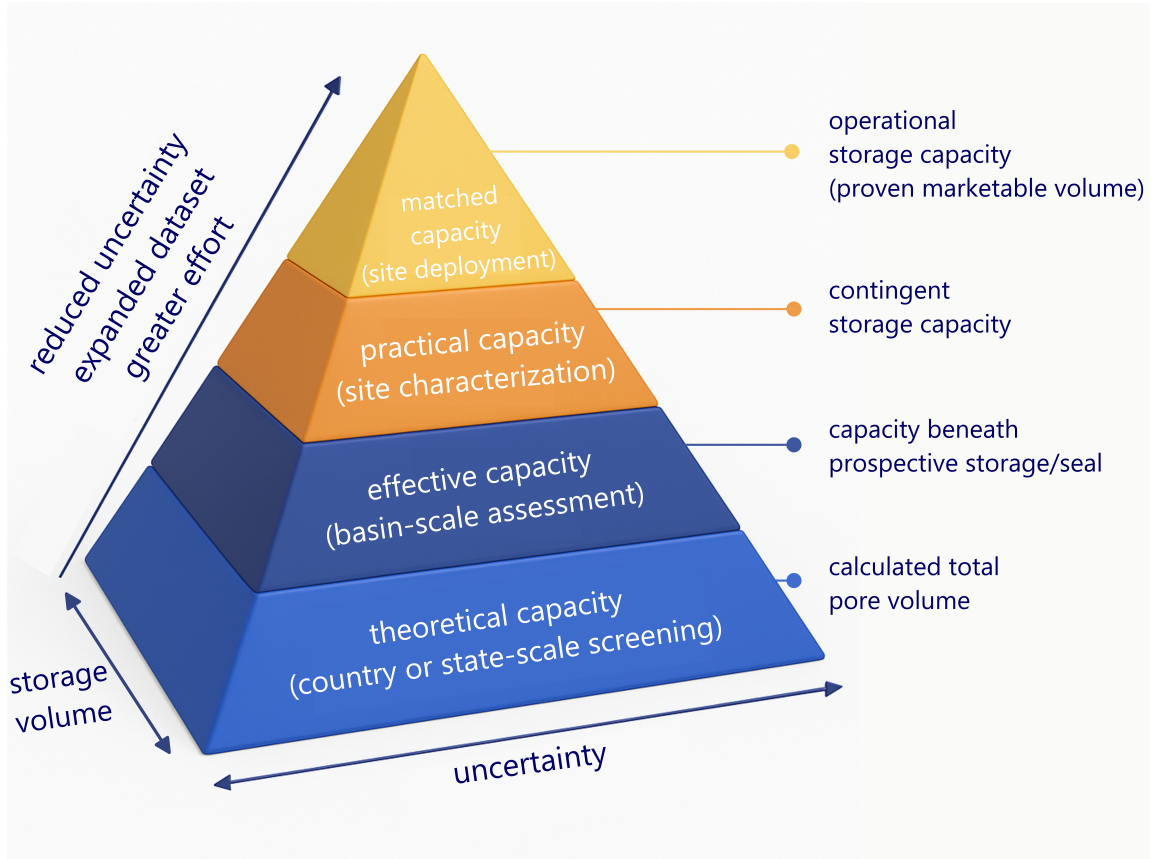 reduced uncertainty
expanded dataset
greater effort
matched
capacity
(site deployment)
operational
storage capacity
(proven marketable volume)
practical capacity
(site characterization)
contingent
storage capacity
effective capacity
(basin-scale assessment)
capacity beneath
prospective storage/seal
theoretical capacity
(country or state-scale screening)
calculated total
pore volume
storage
volume
uncertainty